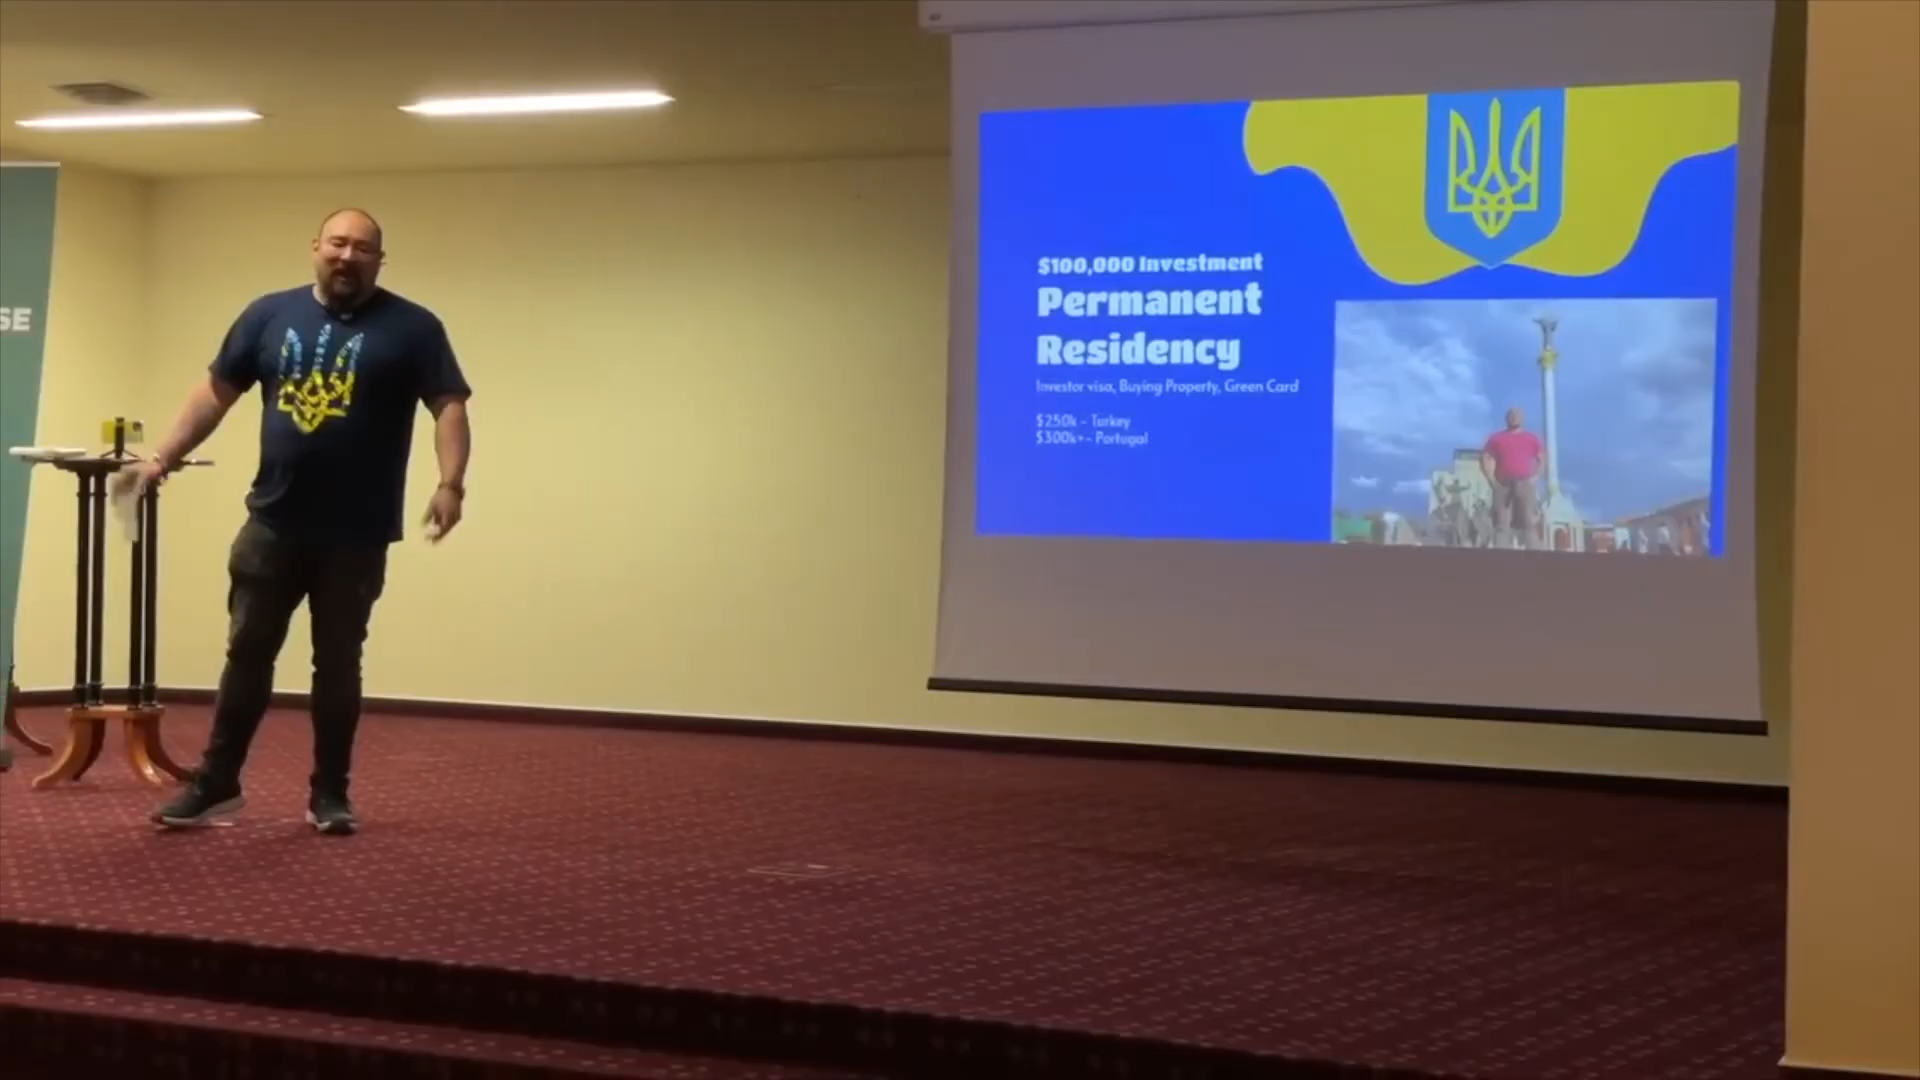 SE
$100,000 Investment
Permanent
Residency
Investor visa, Buying Property, Green Card
$250k - Turkey
$300k+- Portugal